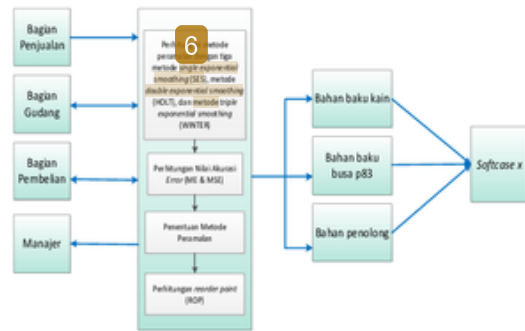 Bagian
Penjualan
Bagian
Gudang
Bagian
Pembelian
Manajer
6
metode
dengan tiga
metode single exponential
smoothing (SES), metode
double exponential smoothing
(HOLT), dan metode triple
exponential smoothing
(WINTER)
Perhitungan Nilai Akurasi
Error (ME & MSE)
Penentuan Metode
Peramalan
Perhitungan reorder point
(ROP)
Bahan baku kain
Bahan baku
busa p83
Bahan penolong
Softcase x